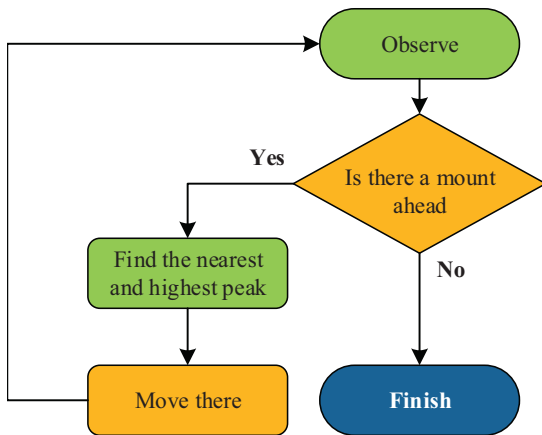 Observe
Yes
Is there a mount
ahead
Find the nearest
and highest peak
No
Move there
Finish